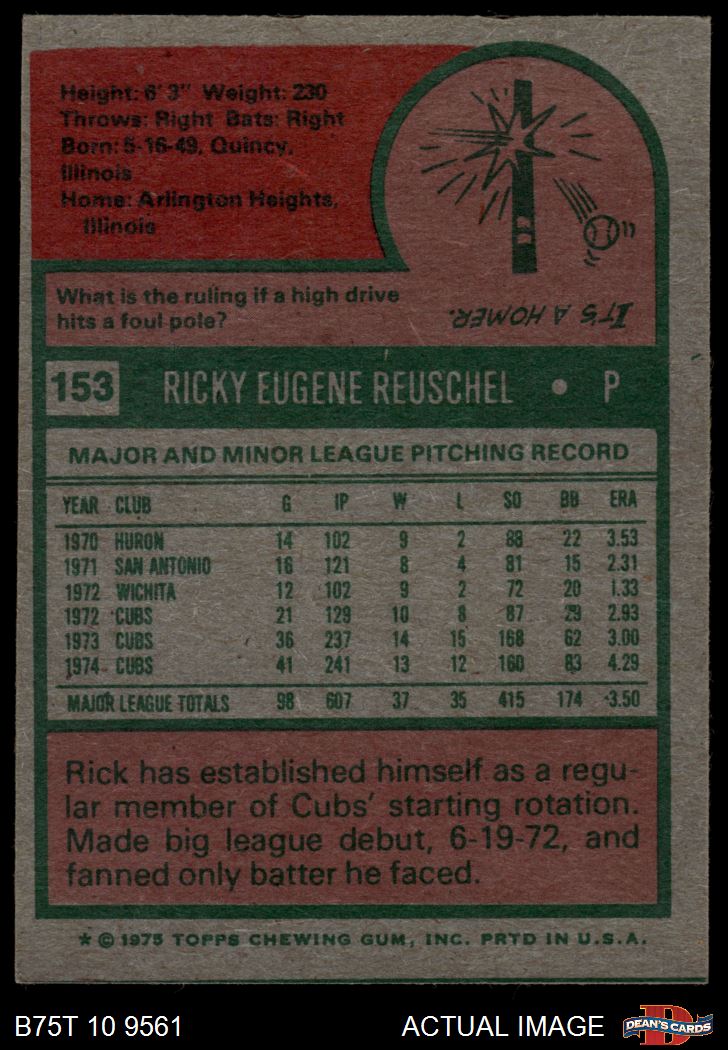 Height: 6' 3" Weight: 230
Throws: Right Bats: Right
Born: 5-16-49, Quincy,
Illinois
Home: Arlington Heights,
Illinois
What is the ruling if a high drive
hits a foul pole?
IT'S A HOMER.
153 RICKY EUGENE REUSCHEL • P
MAJOR AND MINOR LEAGUE PITCHING RECORD
YEAR CLUB G IP W L SO BB ERA
1970 HURON 14 102 9 2 88 22 3.53
1971 SAN ANTONIO 16 121 8 4 81 15 2.31
1972 WICHITA 12 102 9 2 72 20 1.33
1972 CUBS 21 129 10 8 87 29 2.93
1973 CUBS 36 237 14 15 168 62 3.00
1974 CUBS 41 241 13 12 160 83 4.29
MAJOR LEAGUE TOTALS 98 607 37 35 415 174 3.50
Rick has established himself as a regu-
lar member of Cubs' starting rotation.
Made big league debut, 6-19-72, and
fanned only batter he faced.
* © 1975 TOPPS CHEWING GUM, INC. PRTD IN U.S.A.
B75T 10 9561 ACTUAL IMAGE D DEAN'S CARDS